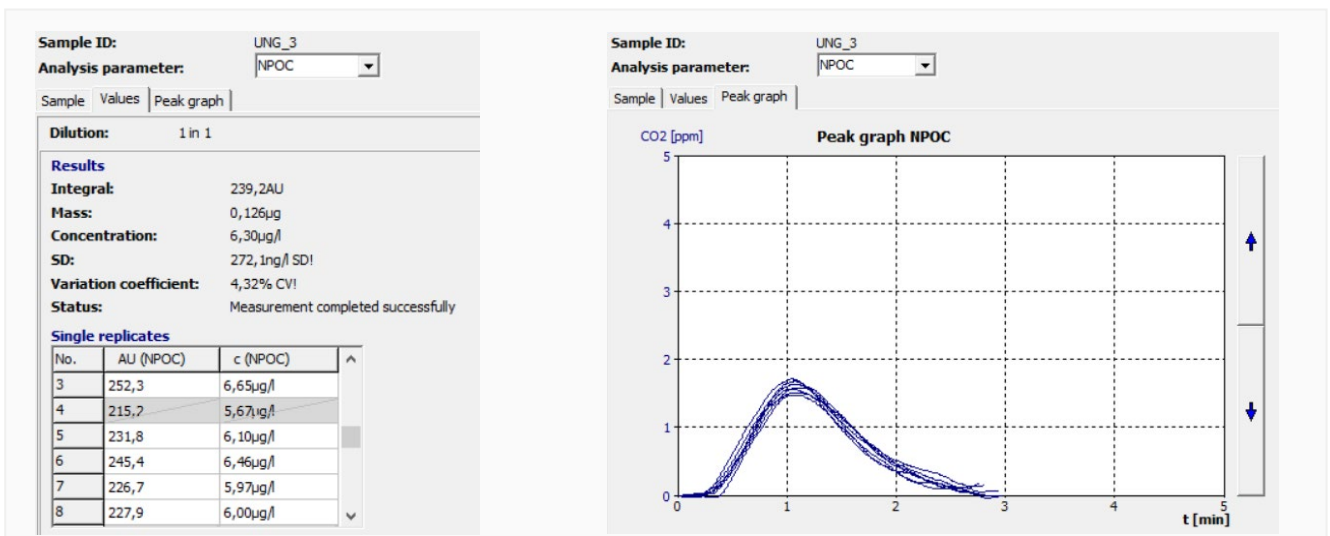 Sample ID: UNG_3
Analysis parameter: NPOC
Sample Values Peak graph
Dilution: 1 in 1
Results
Integral: 239,2AU
Mass: 0,126µg
Concentration: 6,30µg/l
SD: 272,1ng/l SD!
Variation coefficient: 4,32% CV!
Status: Measurement completed successfully
Single replicates
No. AU (NPOC) c (NPOC)
3 252,3 6,65µg/l
4 215,2 5,67µg/l
5 231,8 6,10µg/l
6 245,4 6,46µg/l
7 226,7 5,97µg/l
8 227,9 6,00µg/l
Sample ID: UNG_3
Analysis parameter: NPOC
Sample Values Peak graph
CO2 [ppm] Peak graph NPOC
5
4
3
2
1
0
0 1 2 3 4 5
t [min]